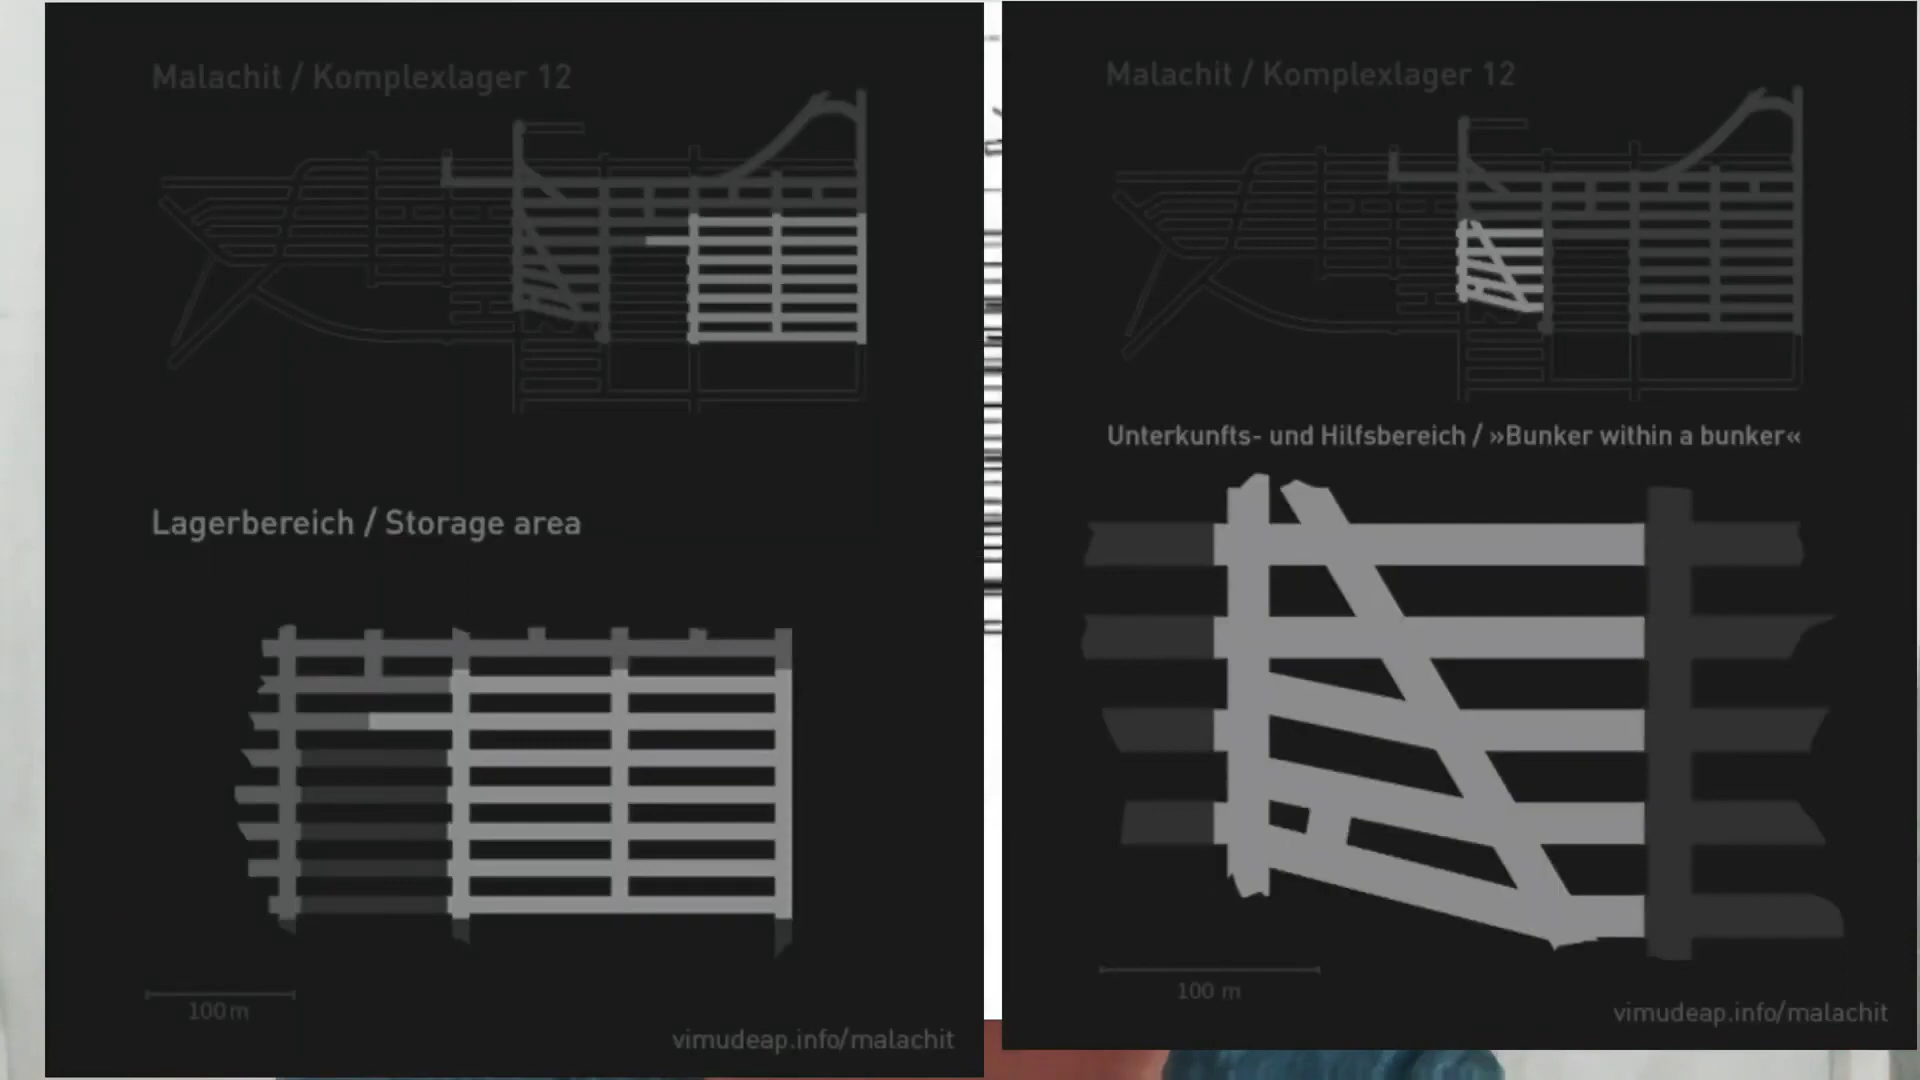 Malachit / Komplexlager 12
Lagerbereich / Storage area
100 m
vimudeap.info/malachit
Malachit / Komplexlager 12
Unterkunfts- und Hilfsbereich / »Bunker within a bunker«
100 m
vimudeap.info/malachit